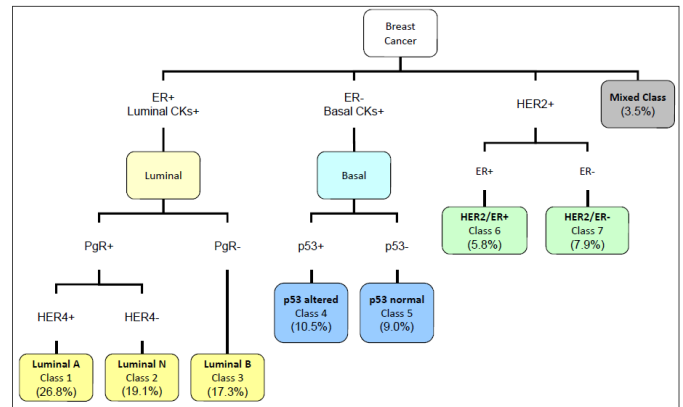 Breast
Cancer
ER+
Luminal CKs+
ER-
Basal CKs+
HER2+
Mixed Class
(3.5%)
Luminal
Basal
ER+
ER-
HER2/ER+
Class 6
(5.8%)
HER2/ER-
Class 7
(7.9%)
PgR+
PgR-
p53+
p53-
p53 altered
Class 4
(10.5%)
p53 normal
Class 5
(9.0%)
HER4+
HER4-
Luminal A
Class 1
(26.8%)
Luminal N
Class 2
(19.1%)
Luminal B
Class 3
(17.3%)